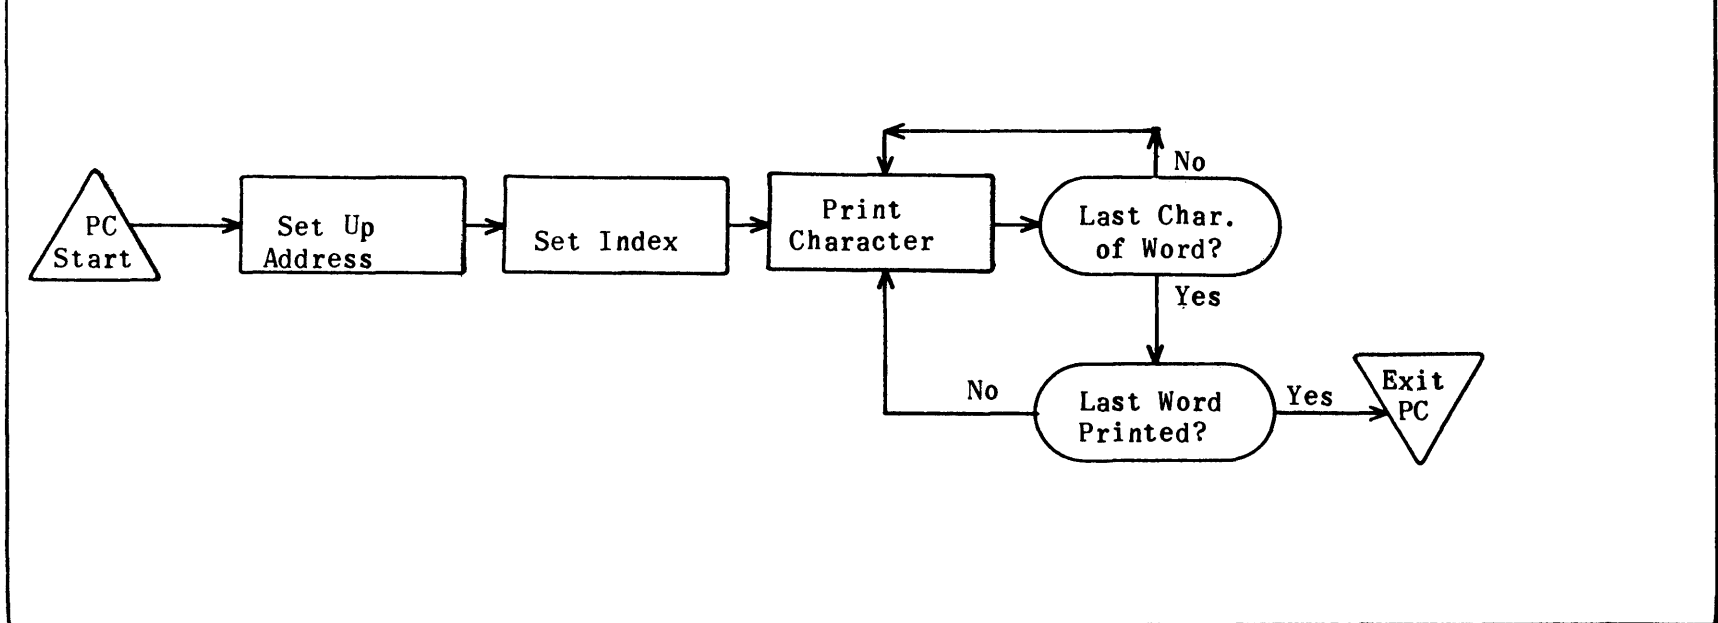 PC
Start
Set Up
Address
Set Index
Print
Character
No
Last Char.
of Word?
Yes
No
Last Word
Printed?
Yes
Exit
PC